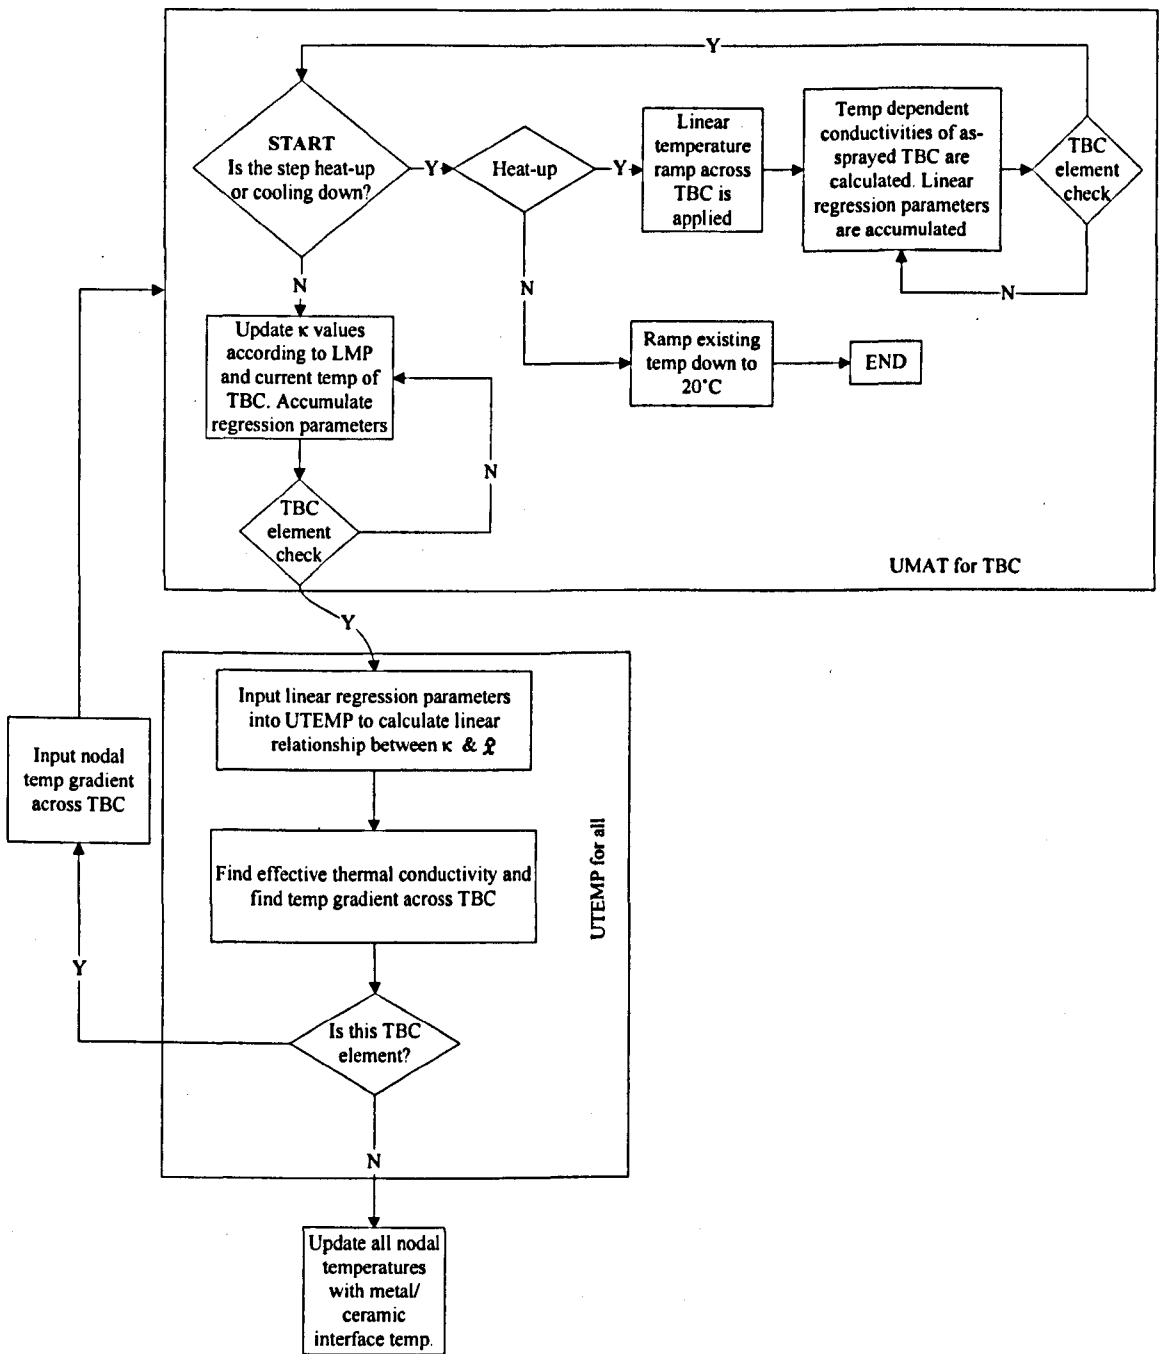 Y
START
Is the step heat-up
or cooling down?
Y
Heat-up
Y
Linear
temperature
ramp across
TBC is
applied
Temp dependent
conductivities of as-
sprayed TBC are
calculated. Linear
regression parameters
are accumulated
TBC
element
check
N
N
N
Update κ values
according to LMP
and current temp of
TBC. Accumulate
regression parameters
Ramp existing
temp down to
20°C
END
N
TBC
element
check
UMAT for TBC
Y
Input linear regression parameters
into UTEMP to calculate linear
relationship between κ &
Input nodal
temp gradient
across TBC
Find effective thermal conductivity and
find temp gradient across TBC
UTEMP for all
Y
Is this TBC
element?
N
Update all nodal
temperatures
with metal/
ceramic
interface temp.